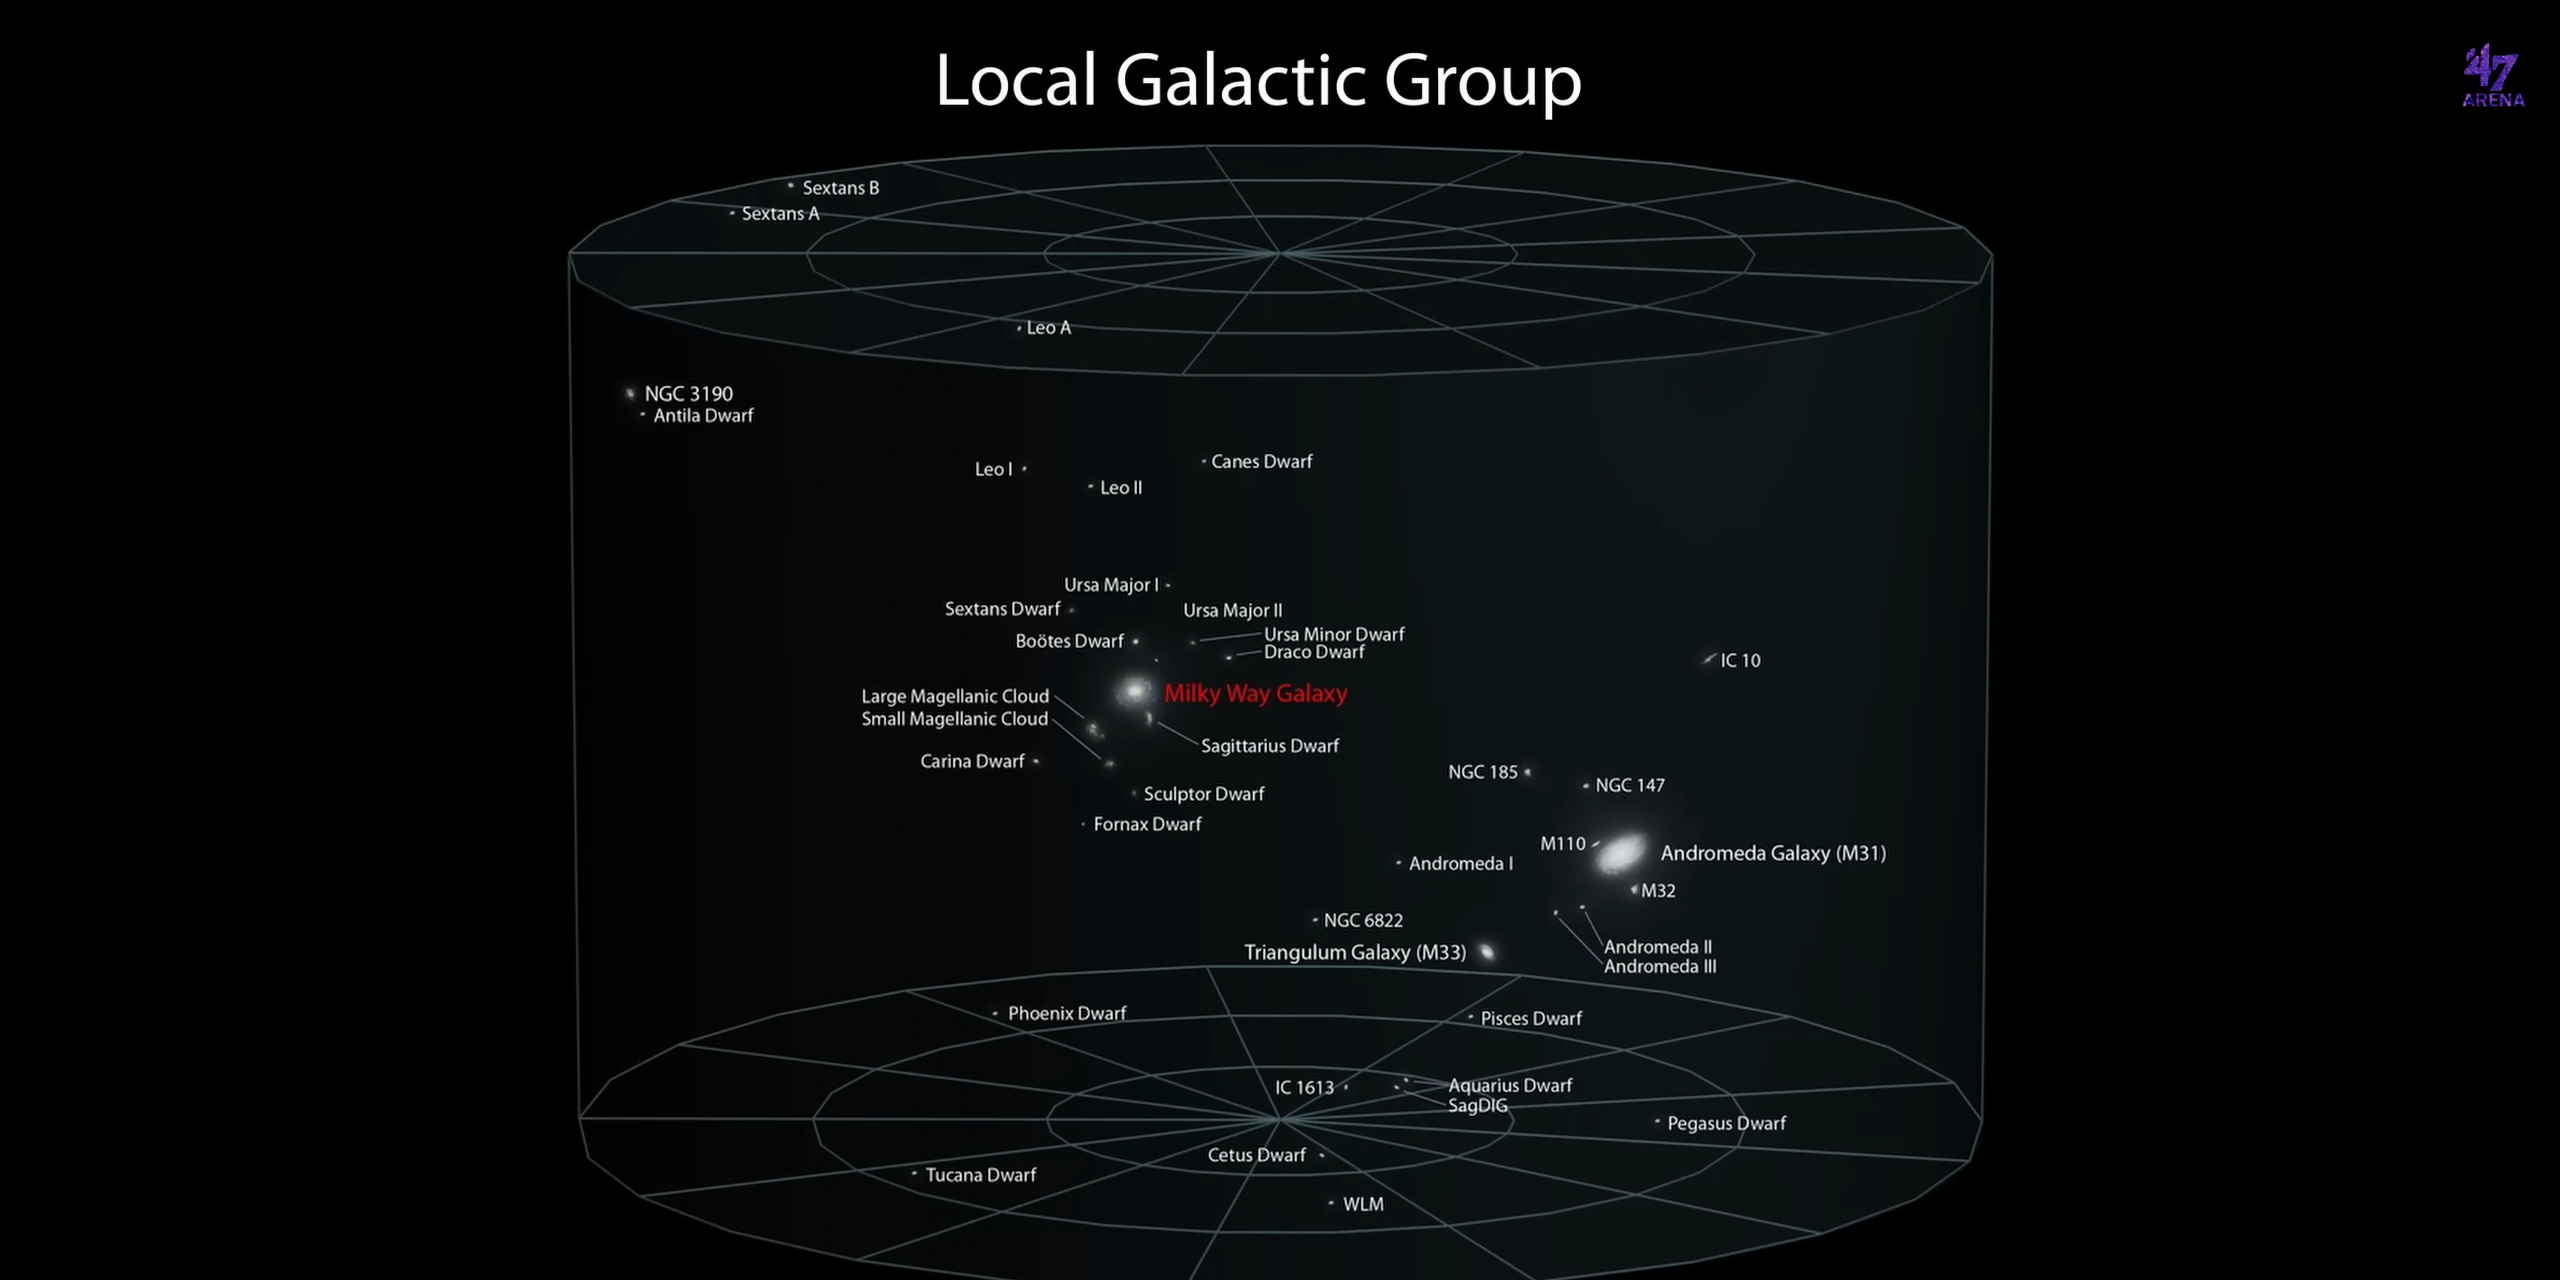 Local Galactic Group
47
ARENA
Sextans B
Sextans A
Leo A
NGC 3190
Antila Dwarf
Canes Dwarf
Leo I
Leo II
Ursa Major I
Sextans Dwarf
Ursa Major II
Boötes Dwarf
Ursa Minor Dwarf
Draco Dwarf
IC 10
Milky Way Galaxy
Large Magellanic Cloud
Small Magellanic Cloud
Sagittarius Dwarf
Carina Dwarf
NGC 185
NGC 147
Sculptor Dwarf
Fornax Dwarf
M110
Andromeda Galaxy (M31)
Andromeda I
M32
NGC 6822
Andromeda II
Triangulum Galaxy (M33)
Andromeda III
Phoenix Dwarf
Pisces Dwarf
IC 1613
Aquarius Dwarf
SagDIG
Pegasus Dwarf
Cetus Dwarf
Tucana Dwarf
WLM